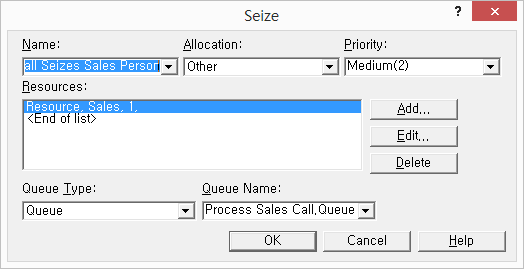 Seize
?
Name:
Allocation:
Priority:
all Seizes Sales Person
Other
Medium(2)
Resources:
Resource, Sales, 1,
<End of list>
Add...
Edit...
Delete
Queue Type:
Queue Name:
Queue
Process Sales Call.Queue
OK
Cancel
Help